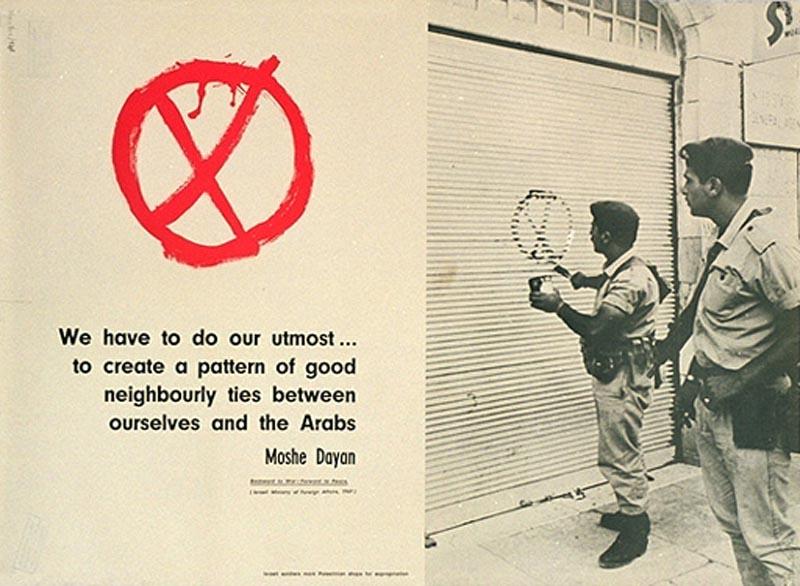 We have to do our utmost ...
to create a pattern of good
neighbourly ties between
ourselves and the Arabs
Moshe Dayan
Backward to War - Forward to Peace,
(Israeli Ministry of Foreign Affairs, 1969)
Israeli soldiers mark Palestinian shops for expropriation